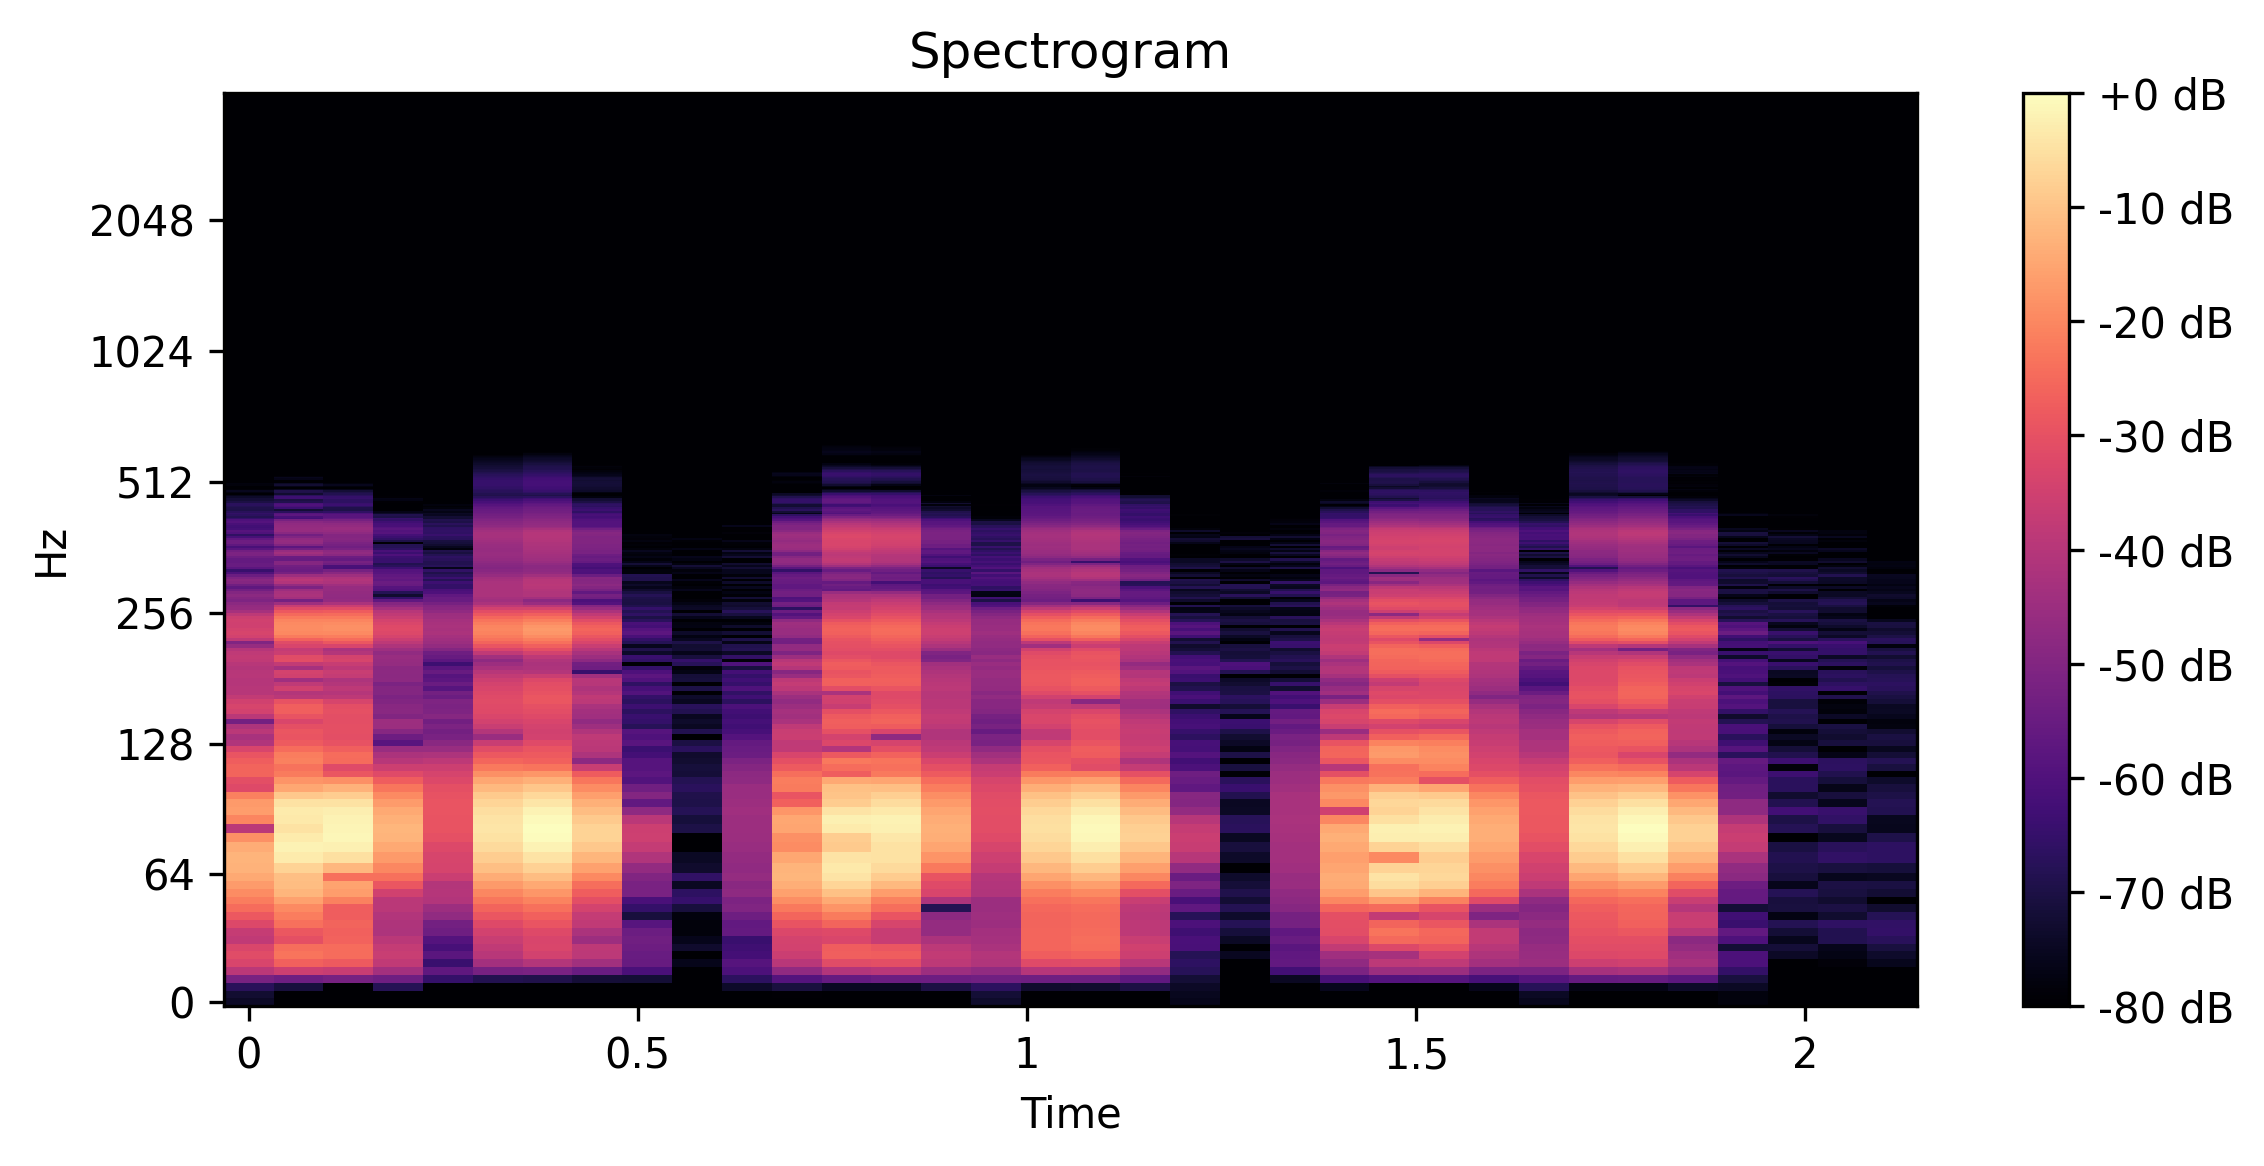 Spectrogram
Hz
2048
1024
512
256
128
64
0
0 0.5 1 1.5 2
Time
+0 dB
-10 dB
-20 dB
-30 dB
-40 dB
-50 dB
-60 dB
-70 dB
-80 dB